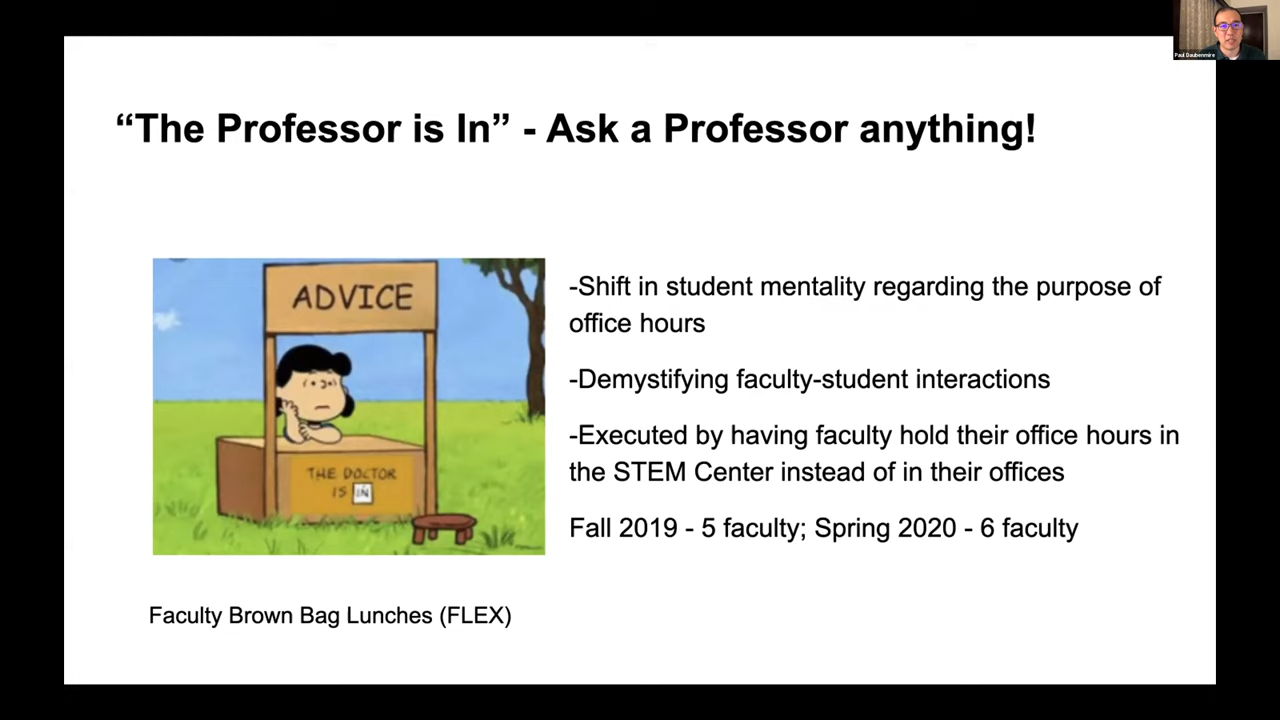 Paul Daubenmire
“The Professor is In” - Ask a Professor anything!
ADVICE
THE DOCTOR
IS IN
-Shift in student mentality regarding the purpose of
office hours
-Demystifying faculty-student interactions
-Executed by having faculty hold their office hours in
the STEM Center instead of in their offices
Fall 2019 - 5 faculty; Spring 2020 - 6 faculty
Faculty Brown Bag Lunches (FLEX)